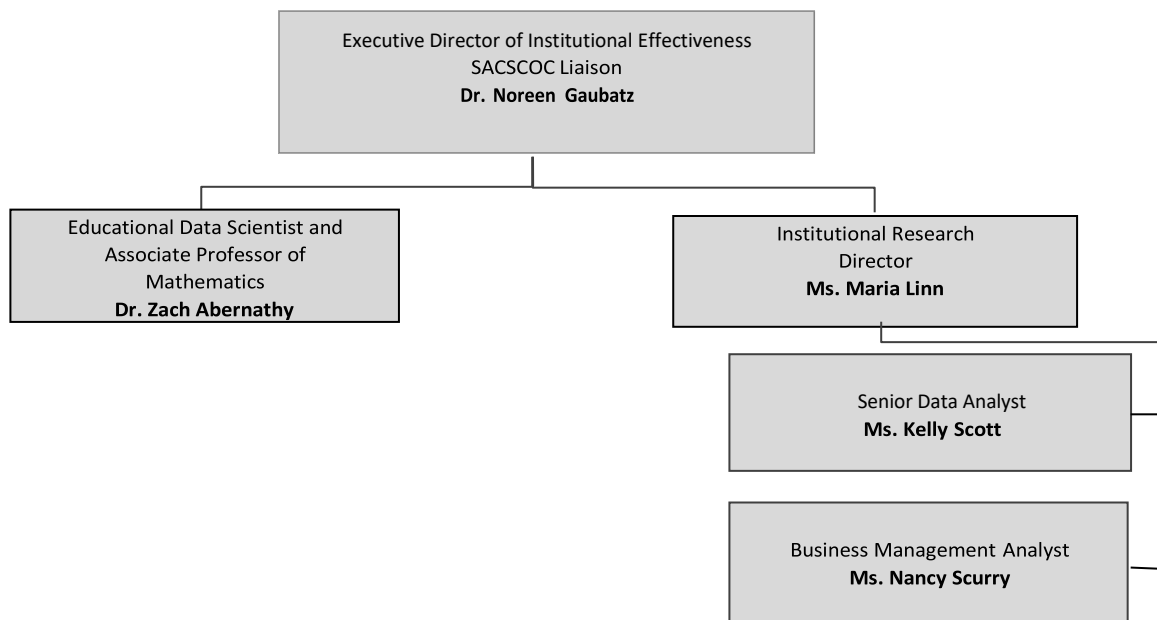 Executive Director of Institutional Effectiveness
SACSCOC Liaison
Dr. Noreen Gaubatz
Educational Data Scientist and
Associate Professor of
Mathematics
Dr. Zach Abernathy
Institutional Research
Director
Ms. Maria Linn
Senior Data Analyst
Ms. Kelly Scott
Business Management Analyst
Ms. Nancy Scurry